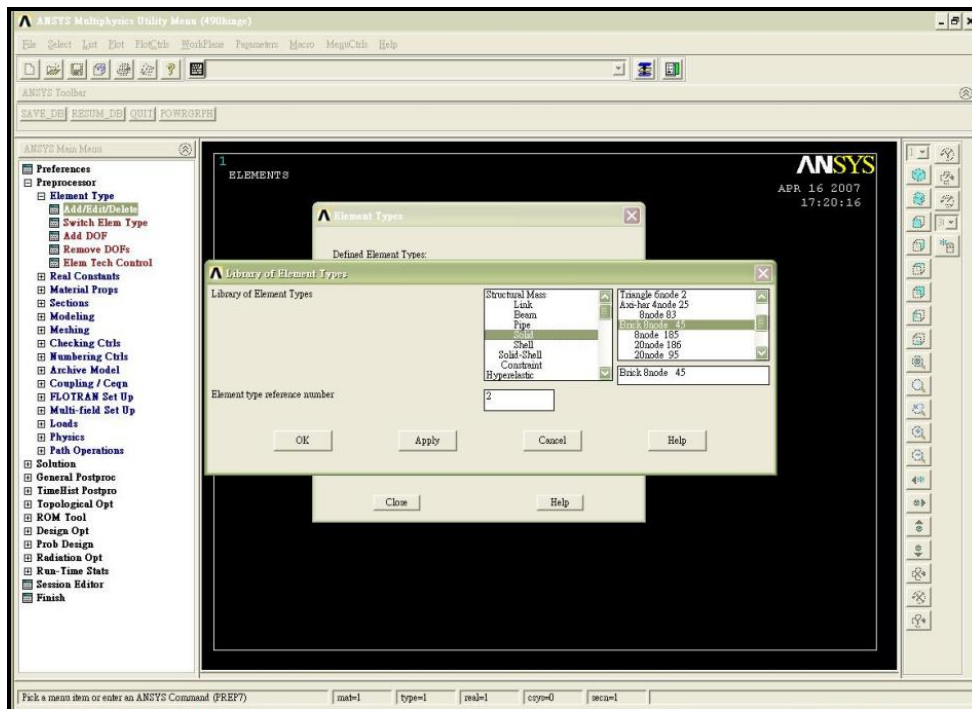 ANSYS Multiphysics Utility Menu (490hinge)
File Select List Plot PlotCtrls WorkPlane Parameters Macro MenuCtrls Help
ANSYS Toolbar
SAVE_DB RESUM_DB QUIT POWRGRPH
ANSYS Main Menu
Preferences
Preprocessor
Element Type
Add/Edit/Delete
Switch Elem Type
Add DOF
Remove DOFs
Elem Tech Control
Real Constants
Material Props
Sections
Modeling
Meshing
Checking Ctrls
Numbering Ctrls
Archive Model
Coupling / Ceqn
FLOTRAN Set Up
Multi-field Set Up
Loads
Physics
Path Operations
Solution
General Postproc
TimeHist Postpro
Topological Opt
ROM Tool
Design Opt
Prob Design
Radiation Opt
Run-Time Stats
Session Editor
Finish
1
ELEMENTS
ANSYS
APR 16 2007
17:20:16
Element Types
Defined Element Types:
Library of Element Types
Library of Element Types
Structural Mass
Link
Beam
Pipe
Solid
Shell
Solid-Shell
Constraint
Hyperelastic
Triangle 6node 2
Axi-har 4node 25
8node 83
Brick 8node 45
8node 185
20node 186
20node 95
Brick 8node 45
Element type reference number
2
OK Apply Cancel Help
Close Help
1
3
Pick a menu item or enter an ANSYS Command (PREP7) mat=1 type=1 real=1 csys=0 secn=1